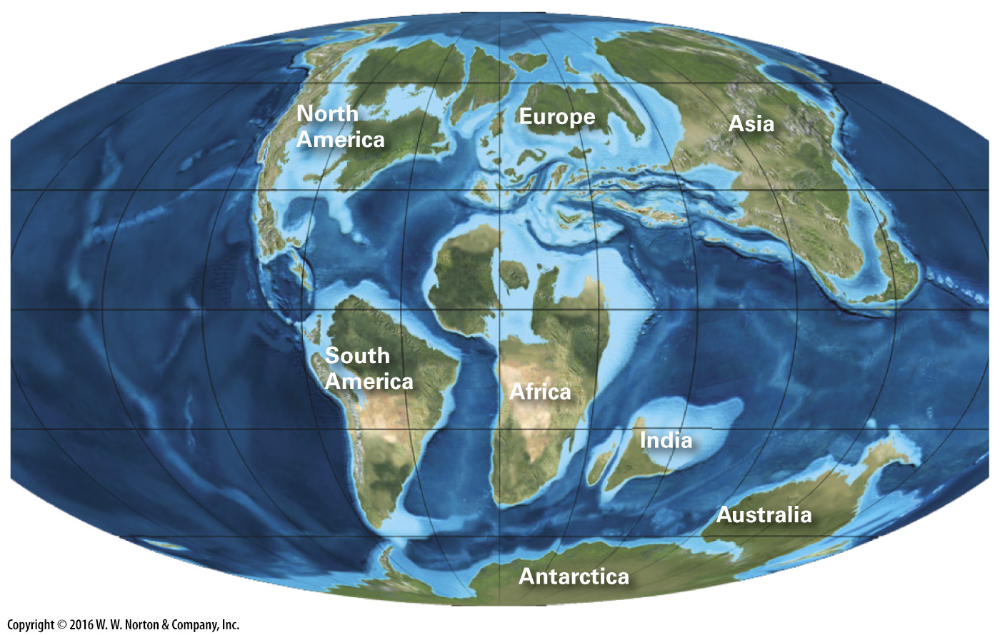 North
America
Europe
Asia
South
America
Africa
India
Australia
Antarctica
Copyright © 2016 W. W. Norton & Company, Inc.